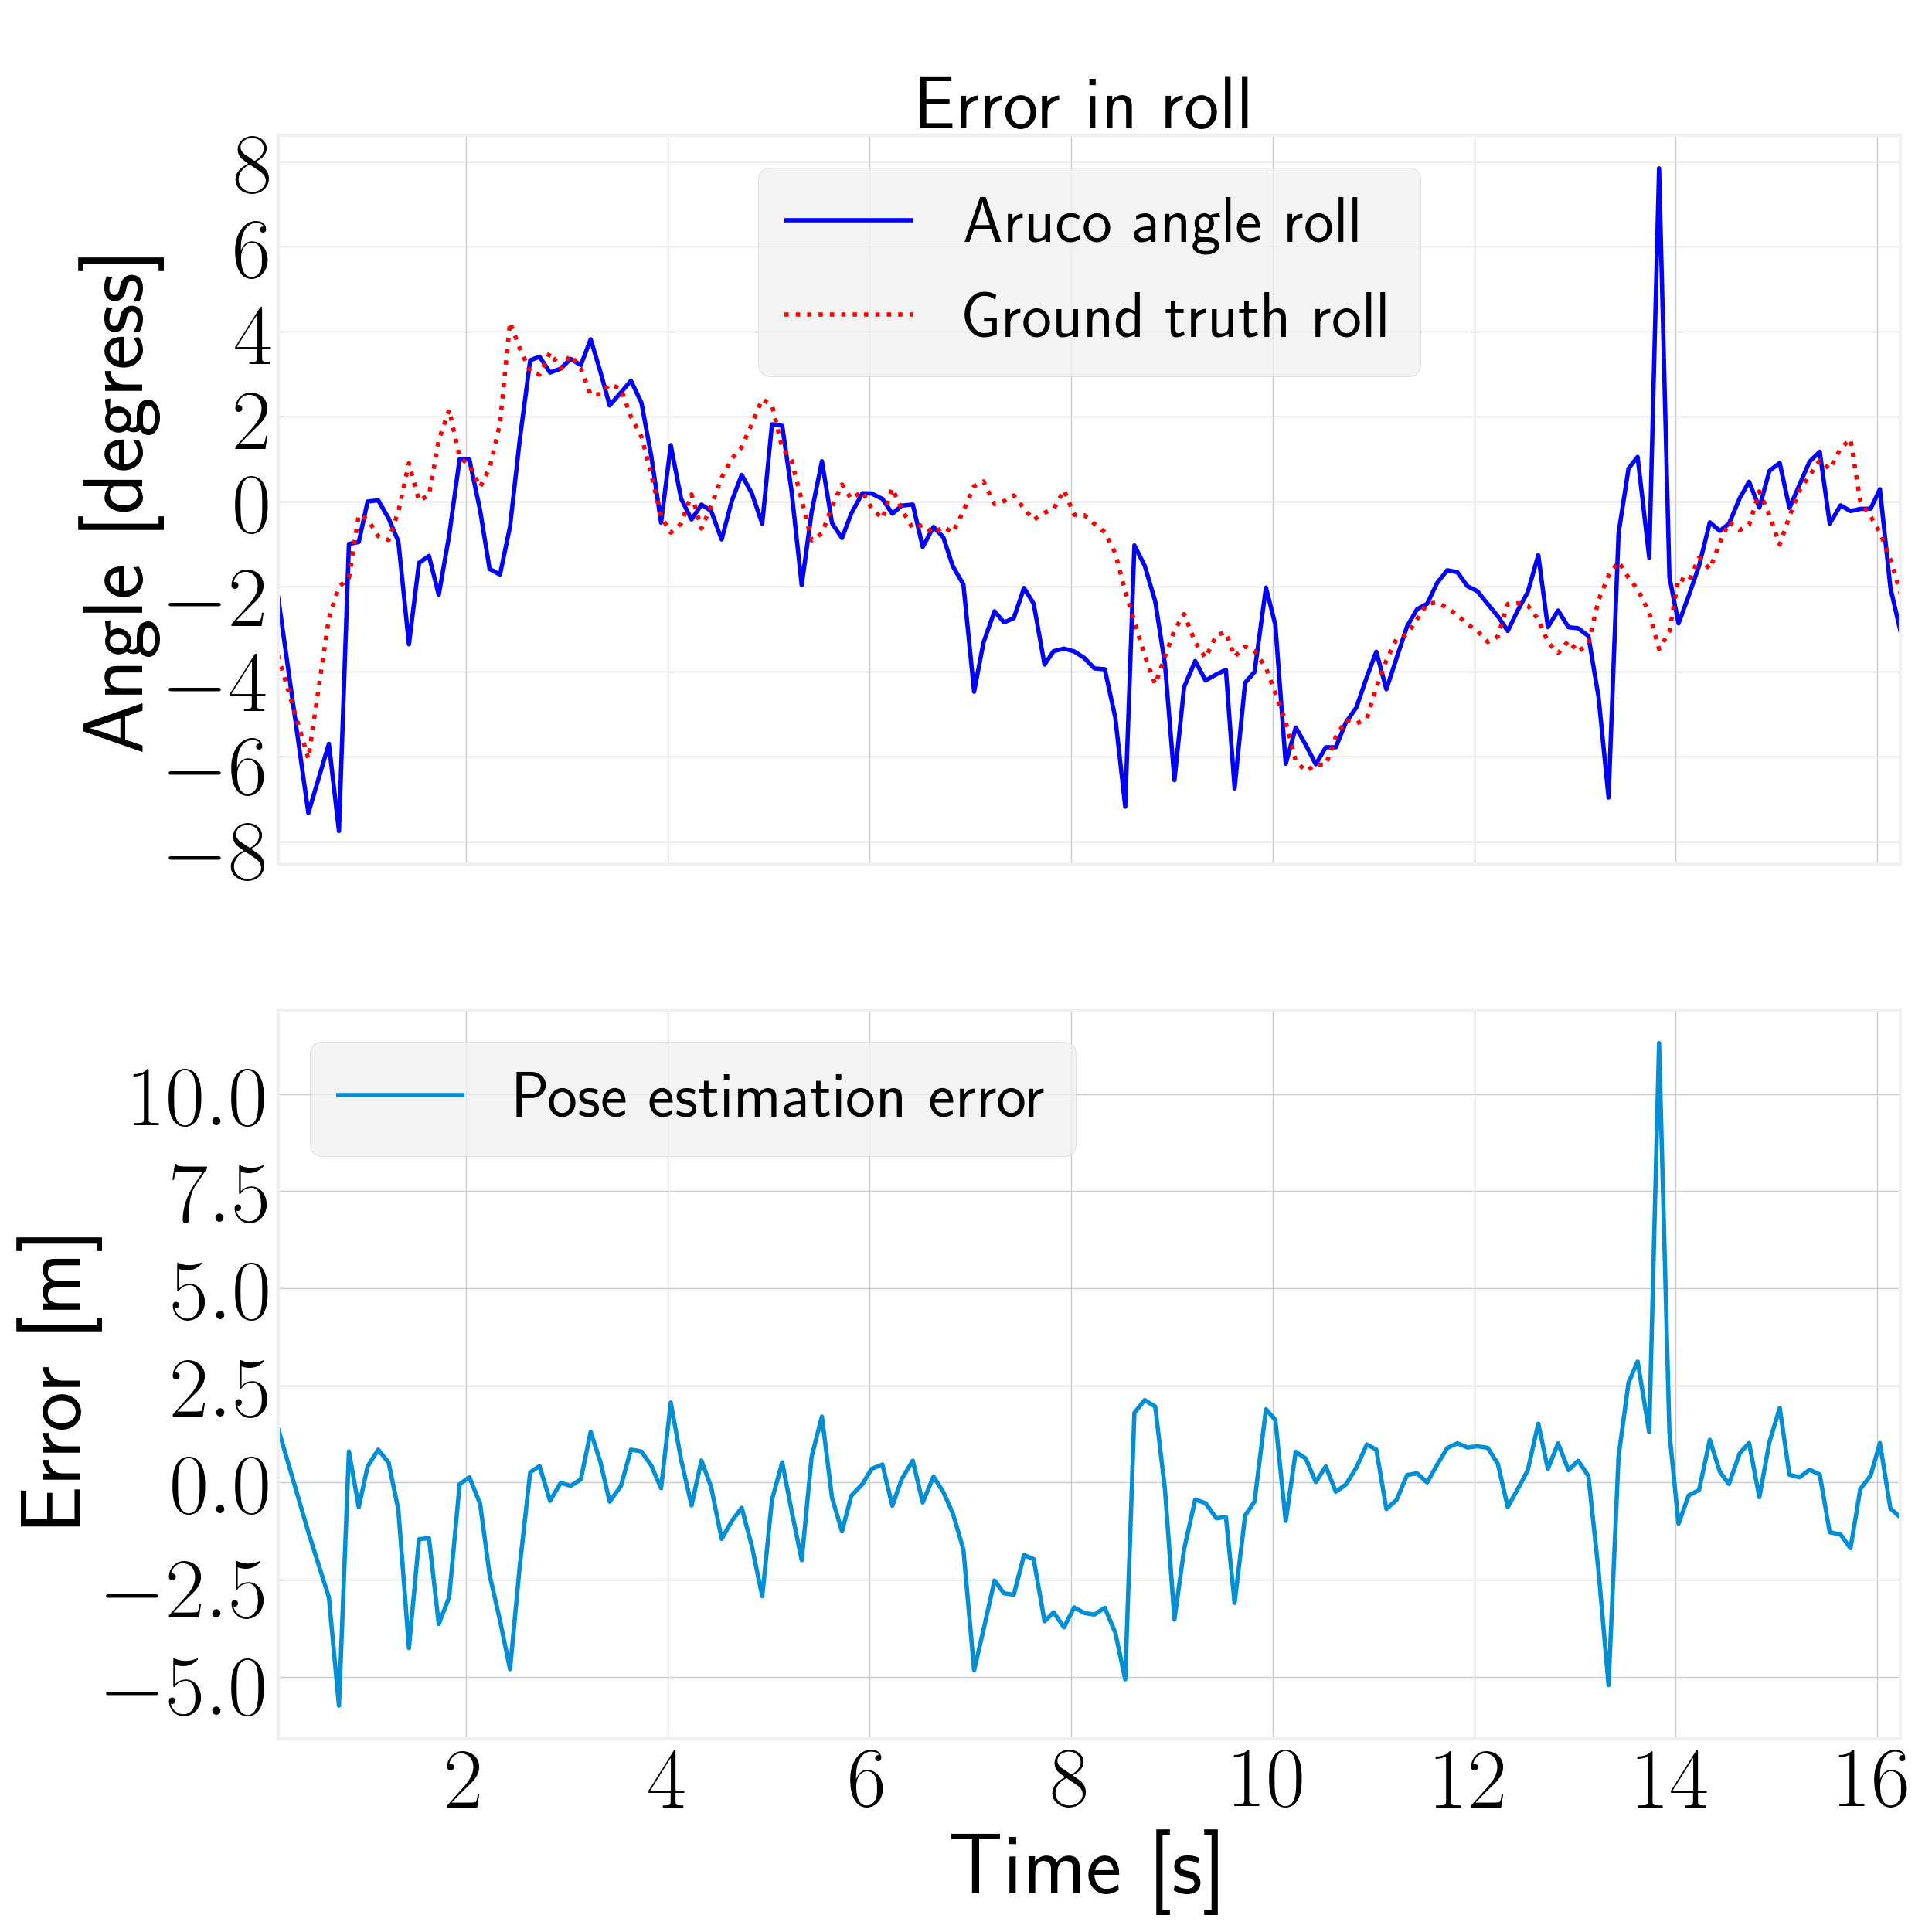 Error in roll
Angle [degress]
8
6
4
2
0
−2
−4
−6
−8
Aruco angle roll
Ground truth roll
Error [m]
10.0
7.5
5.0
2.5
0.0
−2.5
−5.0
Pose estimation error
2 4 6 8 10 12 14 16
Time [s]